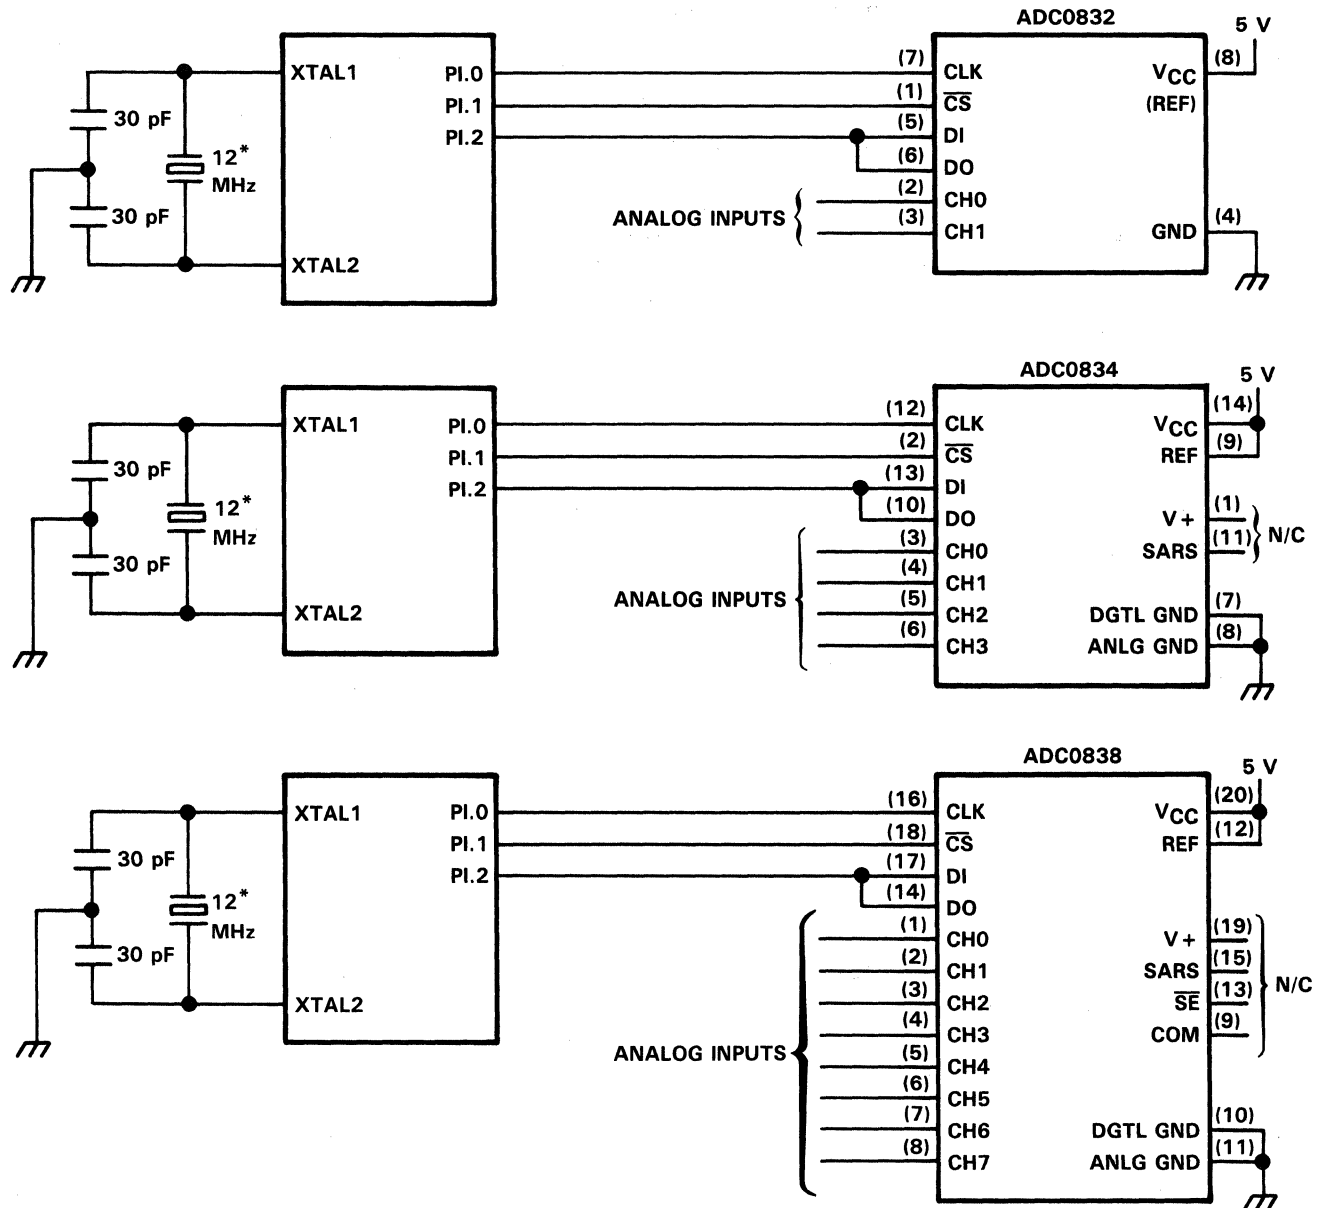 ADC0832
5 V
XTAL1
PI.0
(7) CLK
VCC (8)
PI.1
(1) C̅S̅
(REF)
30 pF
PI.2
(5) DI
12*
MHz
(6) DO
(2) CH0
ANALOG INPUTS
30 pF
(3) CH1
GND (4)
XTAL2
ADC0834
5 V
XTAL1
PI.0
(12) CLK
VCC (14)
PI.1
(2) C̅S̅
REF (9)
30 pF
PI.2
(13) DI
12*
MHz
(10) DO
V+ (1)
N/C
(3) CH0
SARS (11)
30 pF
(4) CH1
ANALOG INPUTS
(5) CH2
DGTL GND (7)
XTAL2
(6) CH3
ANLG GND (8)
ADC0838
5 V
XTAL1
PI.0
(16) CLK
VCC (20)
PI.1
(18) C̅S̅
REF (12)
30 pF
PI.2
(17) DI
12*
MHz
(14) DO
(1) CH0
V+ (19)
30 pF
(2) CH1
SARS (15)
N/C
XTAL2
(3) CH2
S̅E̅ (13)
(4) CH3
COM (9)
ANALOG INPUTS
(5) CH4
(6) CH5
(7) CH6
DGTL GND (10)
(8) CH7
ANLG GND (11)